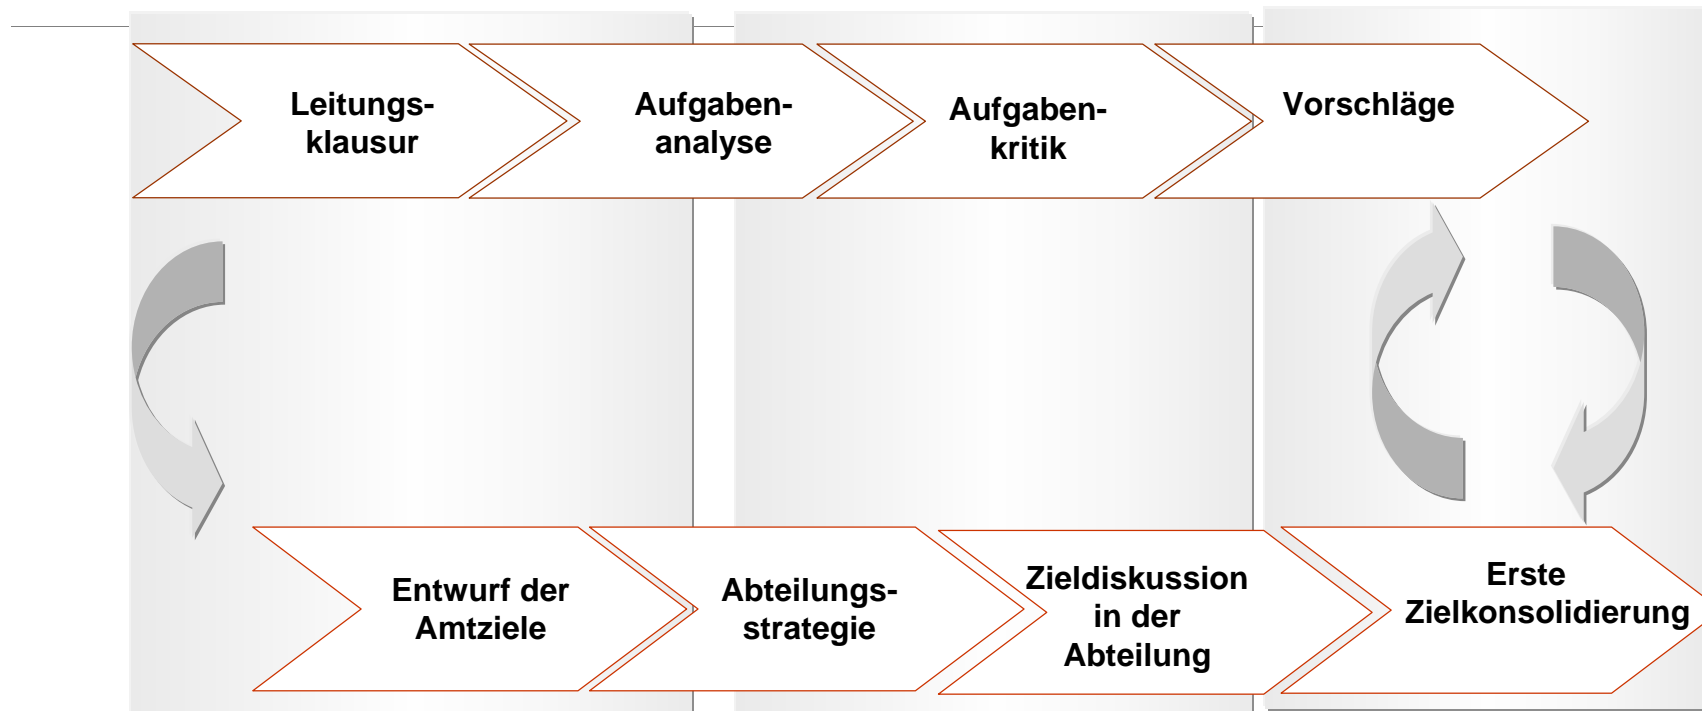 Leitungs-
klausur
Aufgaben-
analyse
Aufgaben-
kritik
Vorschläge
Entwurf der
Amtziele
Abteilungs-
strategie
Zieldiskussion
in der
Abteilung
Erste
Zielkonsolidierung